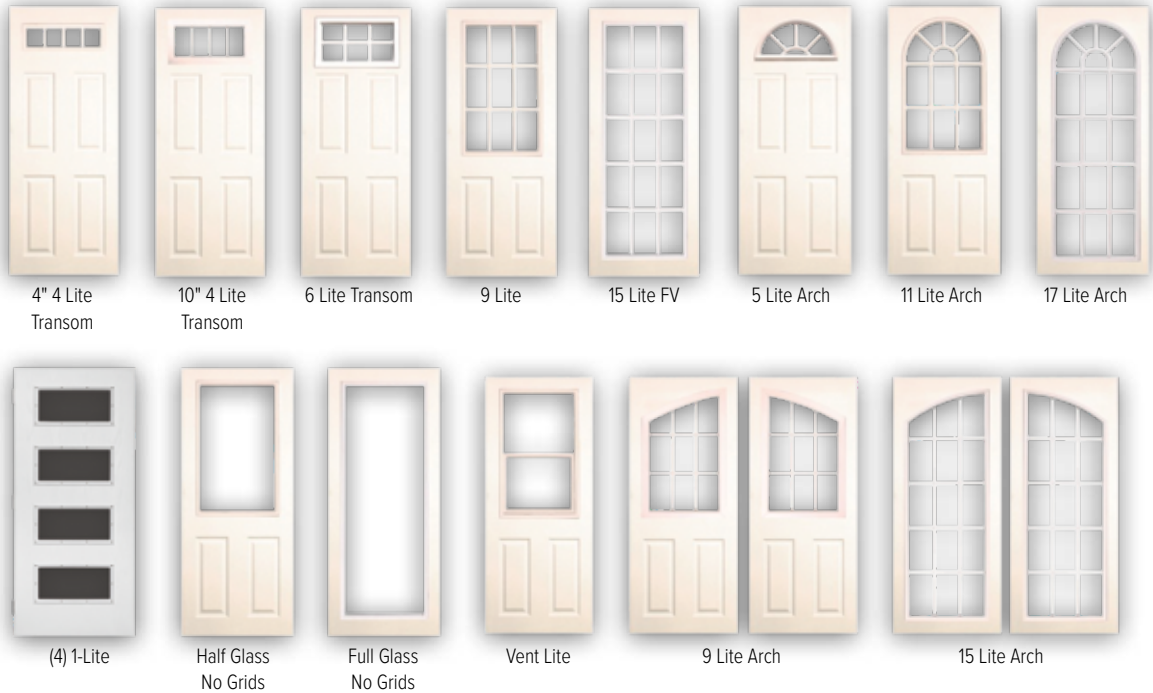 4" 4 Lite
Transom
10" 4 Lite
Transom
6 Lite Transom
9 Lite
15 Lite FV
5 Lite Arch
11 Lite Arch
17 Lite Arch
(4) 1-Lite
Half Glass
No Grids
Full Glass
No Grids
Vent Lite
9 Lite Arch
15 Lite Arch